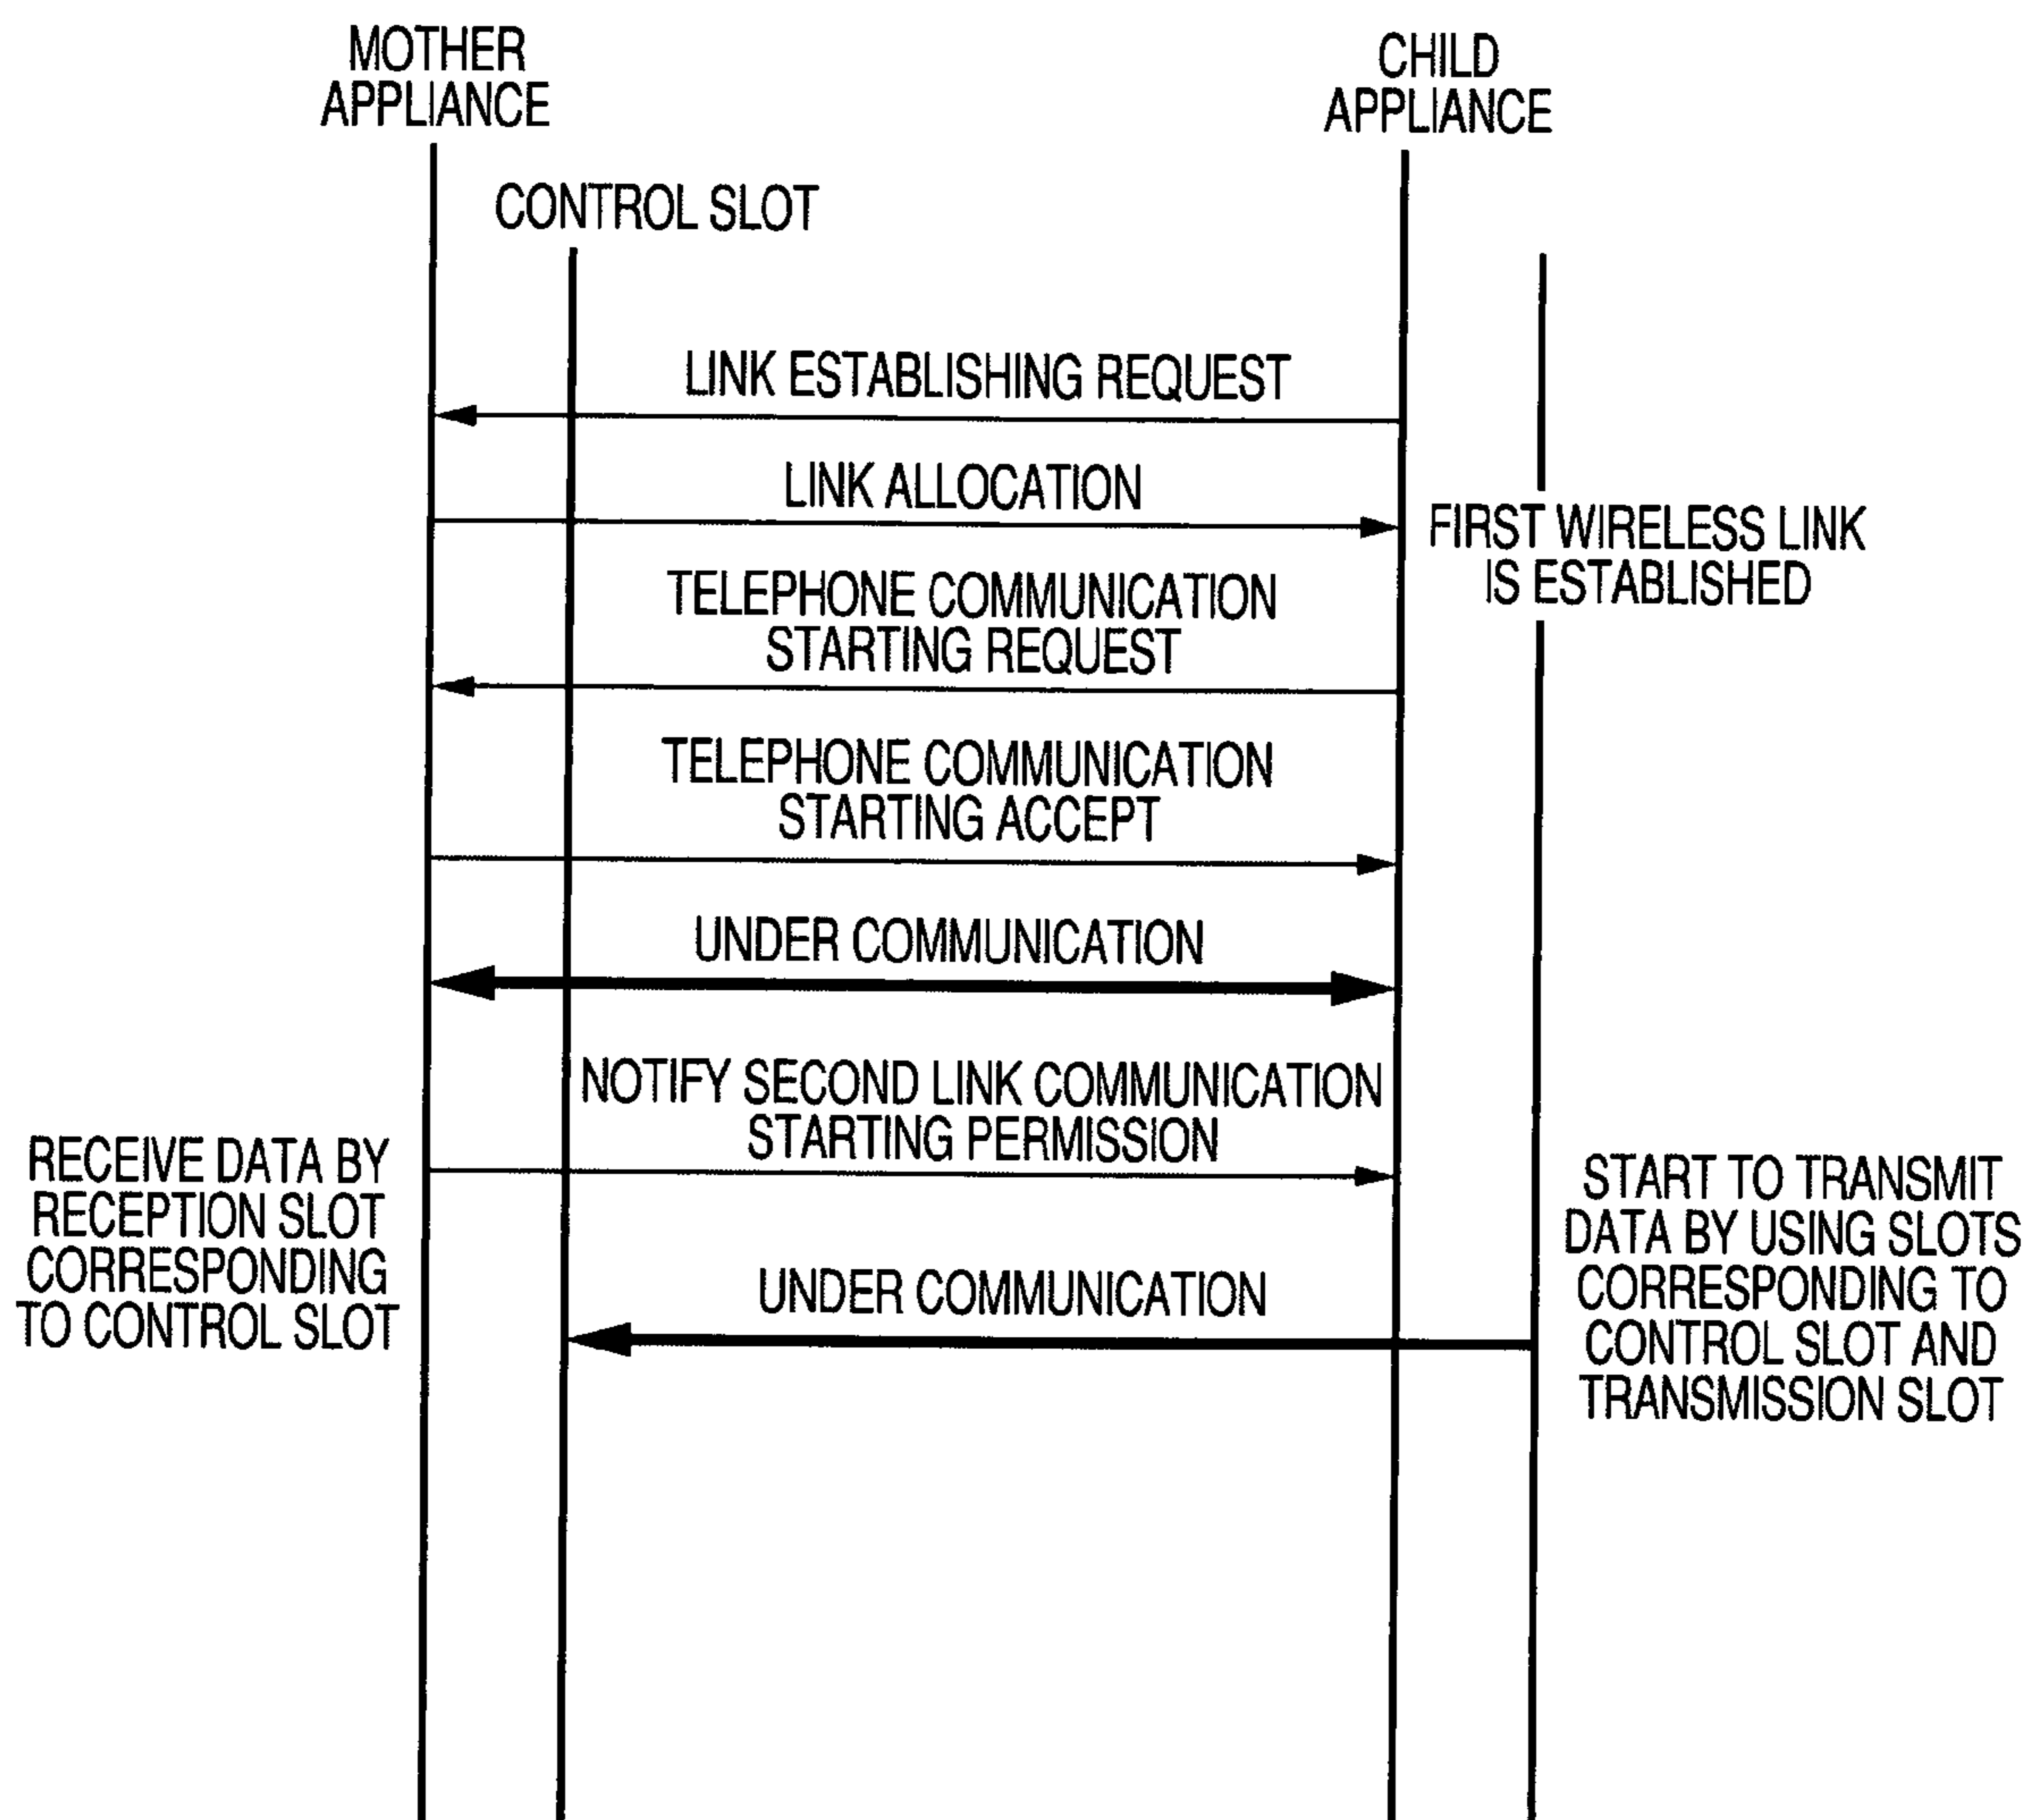 MOTHER
APPLIANCE
CHILD
APPLIANCE
CONTROL SLOT
LINK ESTABLISHING REQUEST
LINK ALLOCATION
FIRST WIRELESS LINK
IS ESTABLISHED
TELEPHONE COMMUNICATION
STARTING REQUEST
TELEPHONE COMMUNICATION
STARTING ACCEPT
UNDER COMMUNICATION
NOTIFY SECOND LINK COMMUNICATION
STARTING PERMISSION
RECEIVE DATA BY
RECEPTION SLOT
CORRESPONDING
TO CONTROL SLOT
START TO TRANSMIT
DATA BY USING SLOTS
CORRESPONDING TO
CONTROL SLOT AND
TRANSMISSION SLOT
UNDER COMMUNICATION